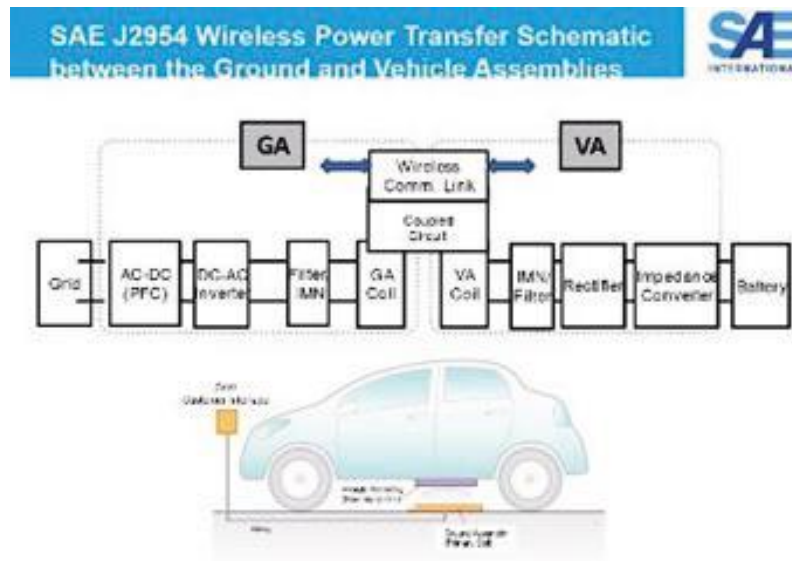 SAE J2954 Wireless Power Transfer Schematic
between the Ground and Vehicle Assemblies
SAE
INTERNATIONAL
GA
VA
Wireless
Comm. Link
Coupled
Circuit
Grid
AC-DC
(PFC)
DC-AC
Inverter
Filter
IMN
GA
Coil
VA
Coil
IMN/
Filter
Rectifier
Impedance
Converter
Battery
Customer Interface